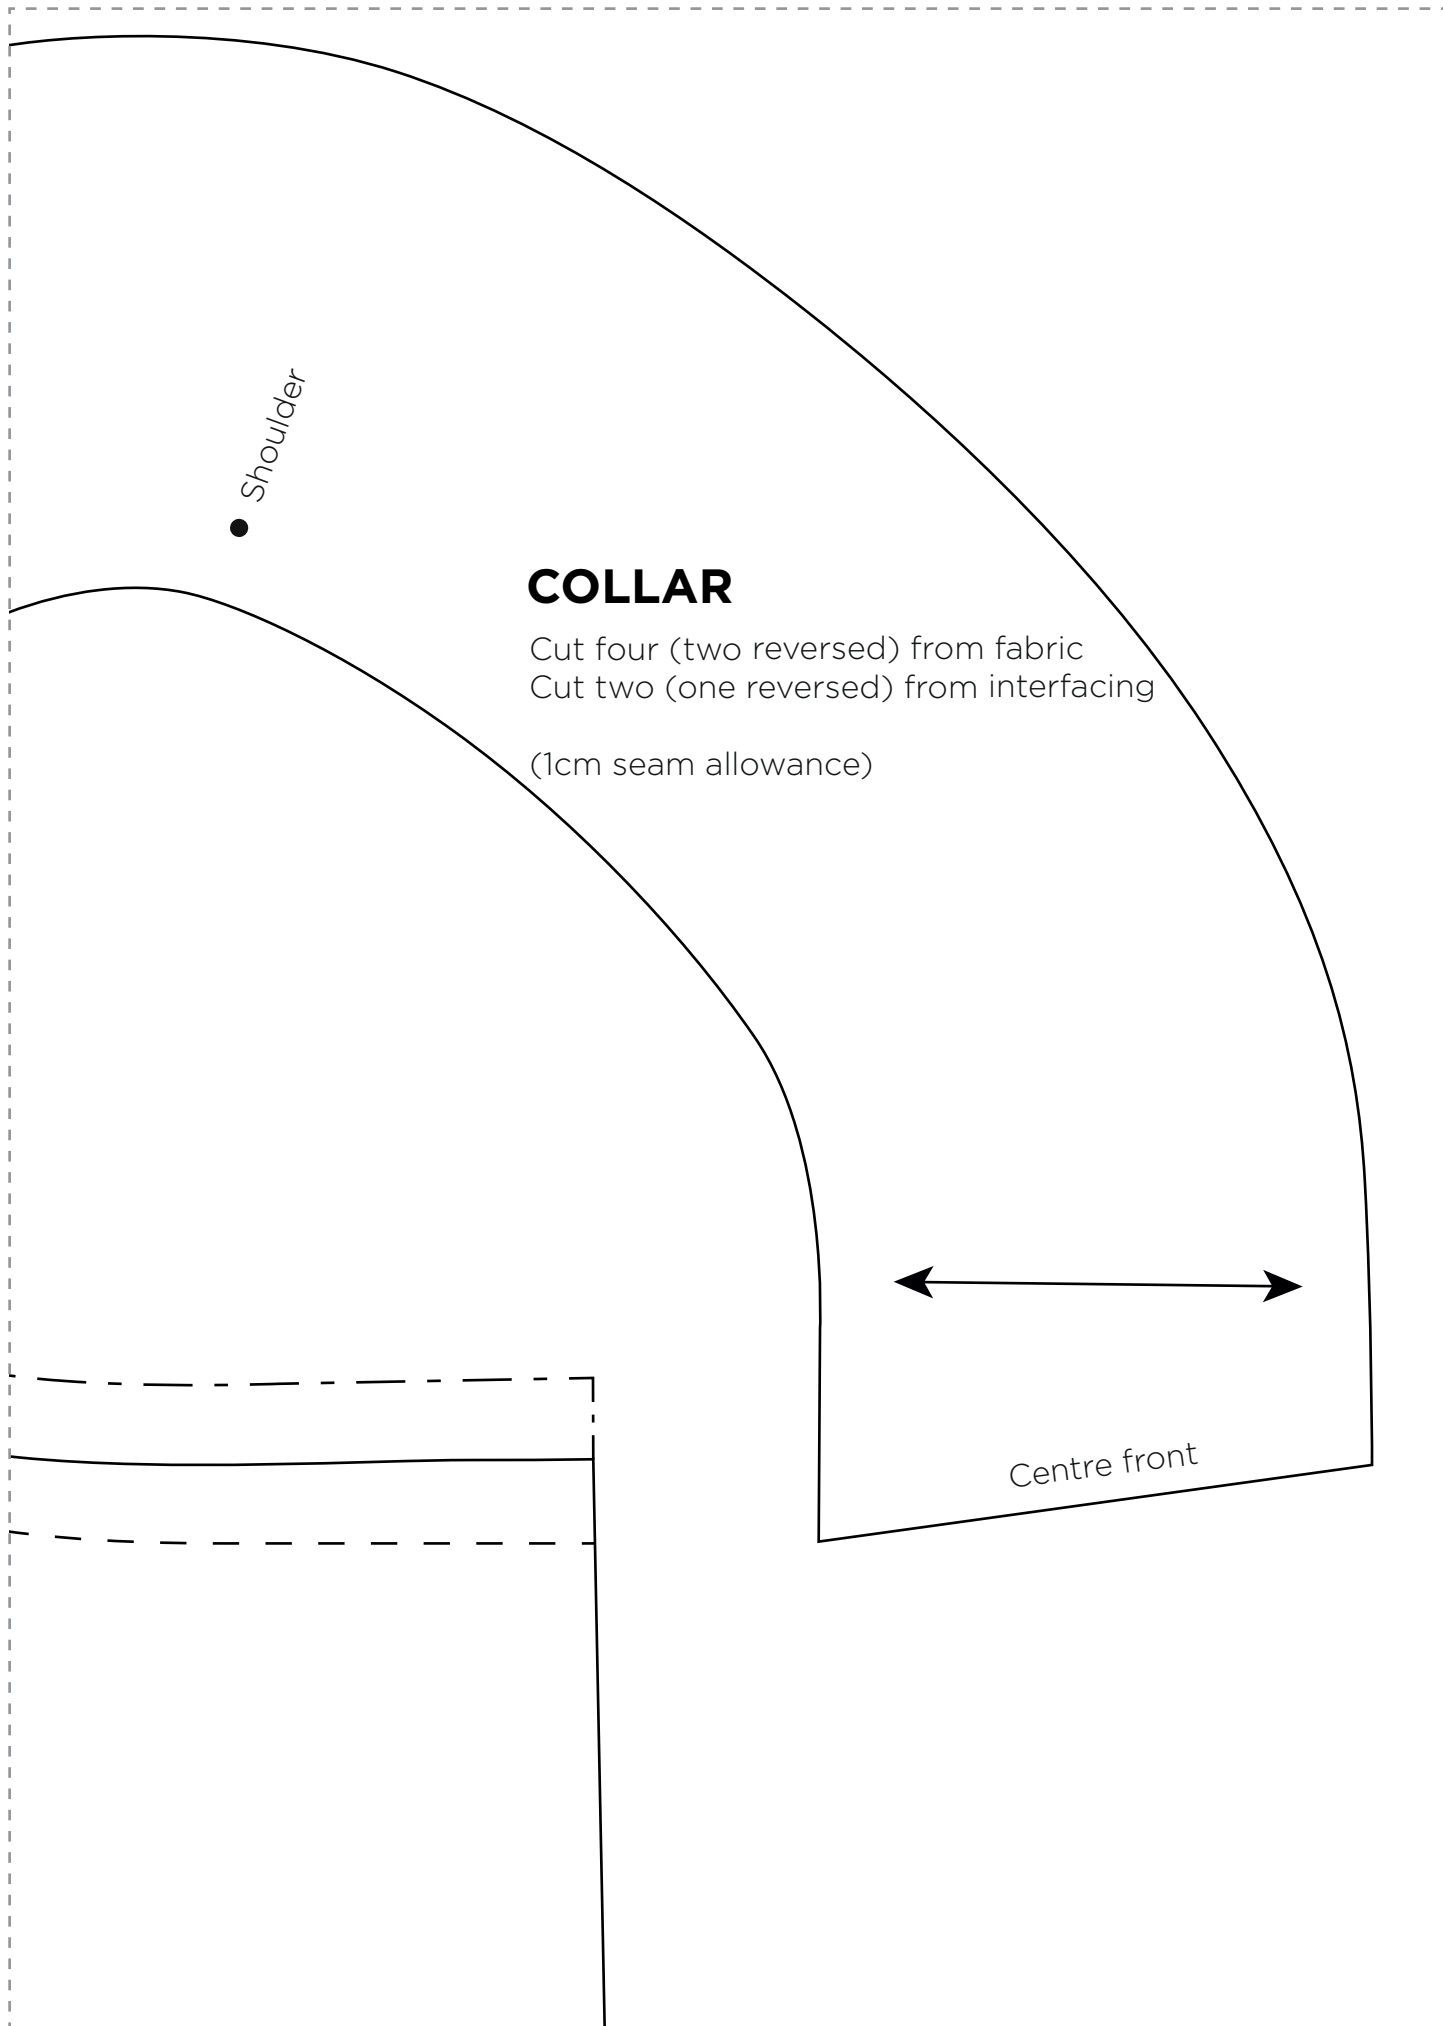 Shoulder
COLLAR
Cut four (two reversed) from fabric
Cut two (one reversed) from interfacing
(1cm seam allowance)
Centre front